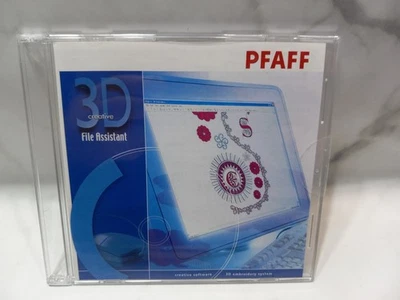 PFAFF
3D
creative
File Assistant
creative software
3D embroidery system